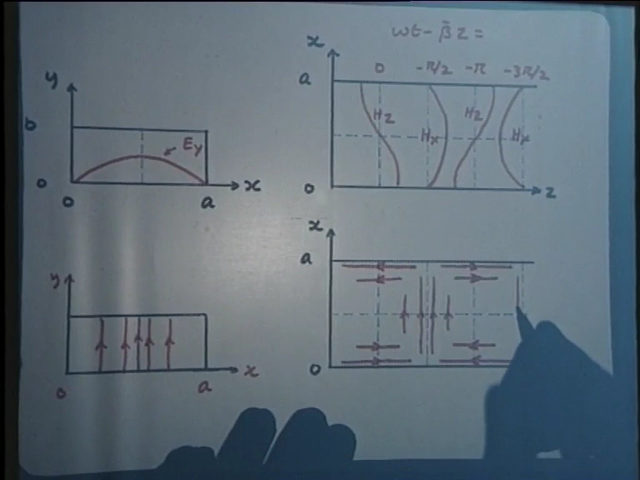 ωt - β̄z =
x
a
0 -π/2 -π -3π/2
Hz Hx Hz Hx
0
z
y
b
Ey
0
0 a x
x
a
0
y
0 a x